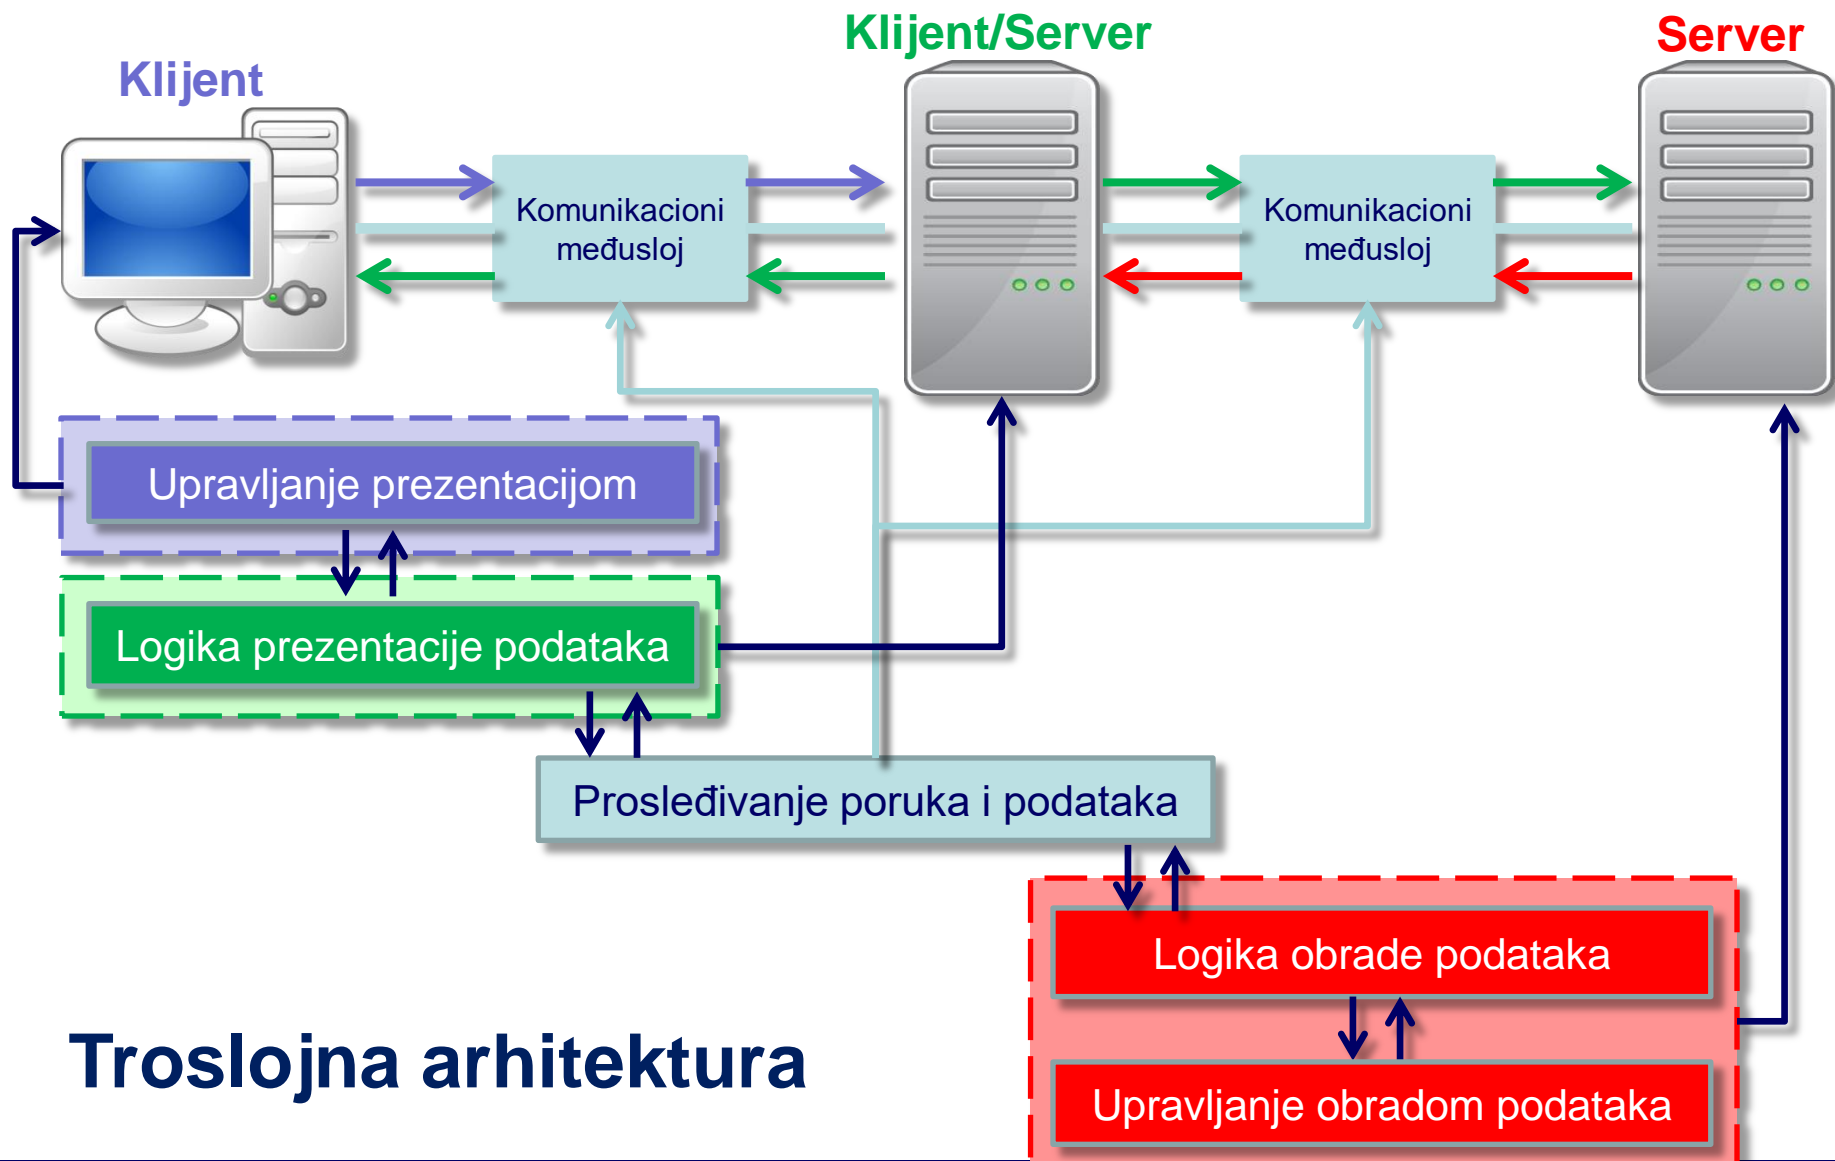 Klijent/Server
Server
Klijent
Komunikacioni
međusloj
Komunikacioni
međusloj
Upravljanje prezentacijom
Logika prezentacije podataka
Prosleđivanje poruka i podataka
Logika obrade podataka
Troslojna arhitektura
Upravljanje obradom podataka